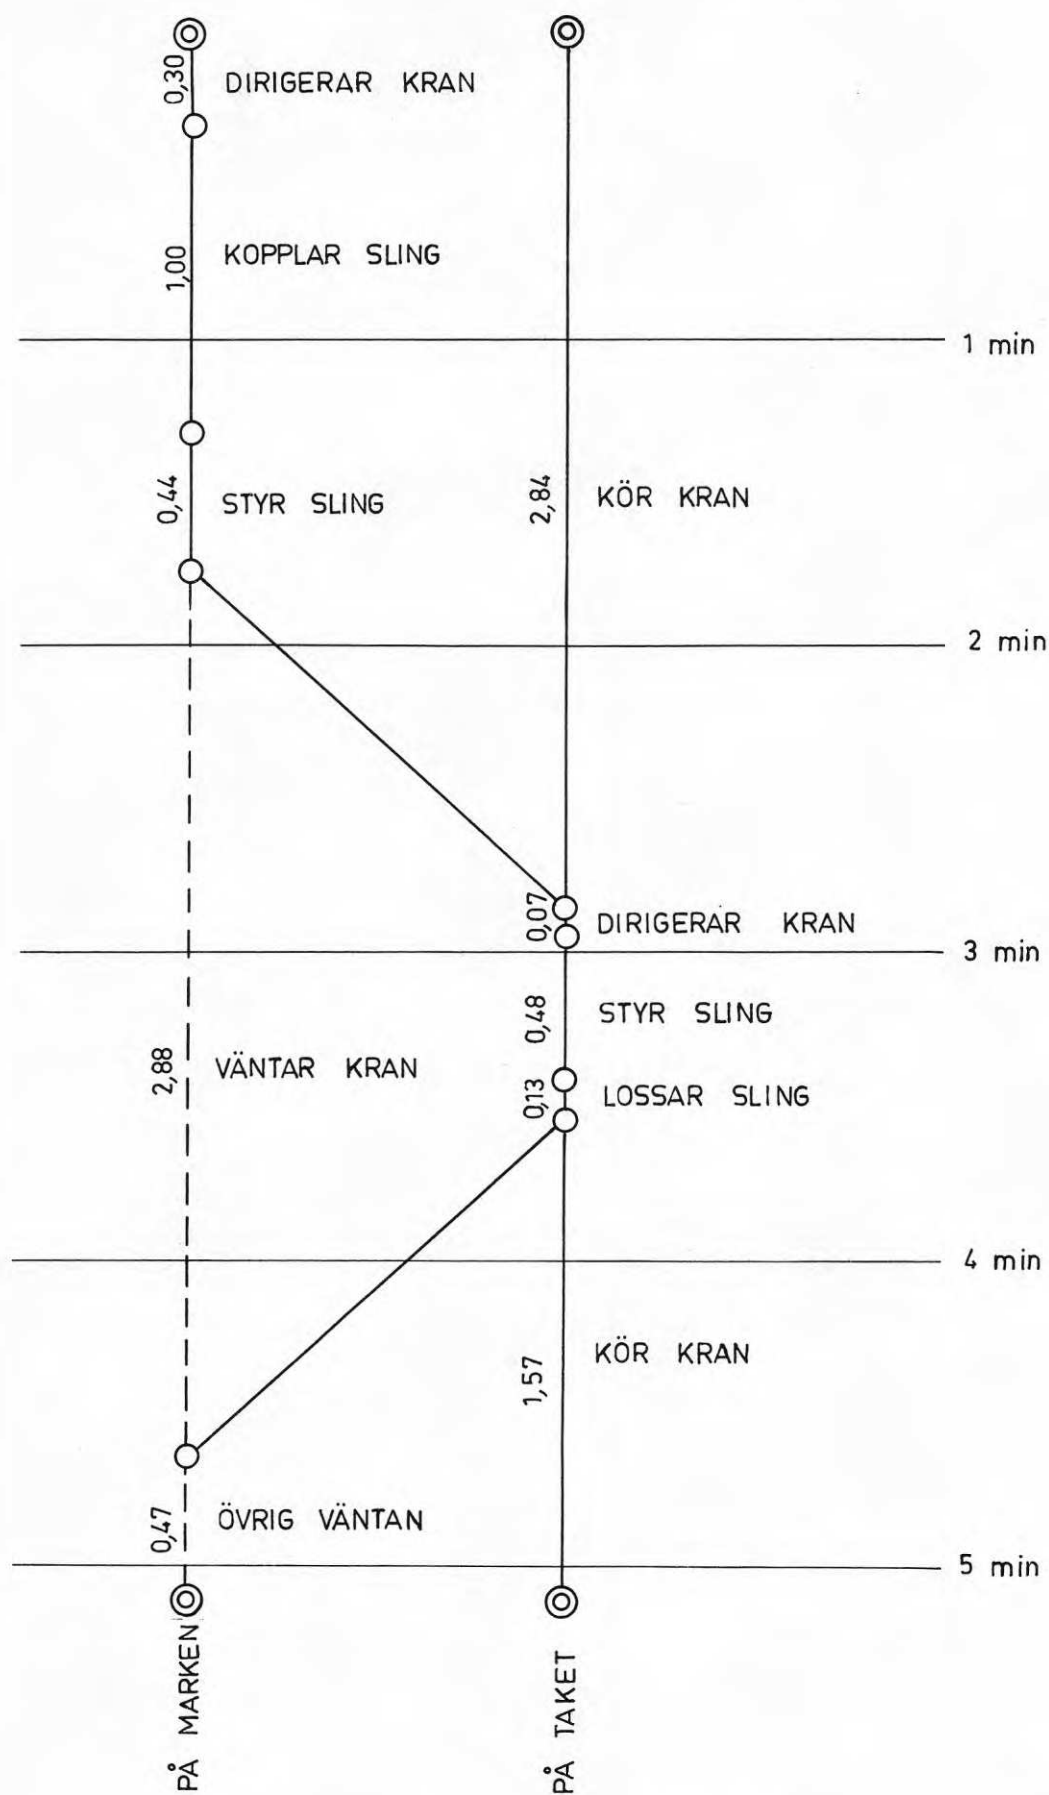 0,30
DIRIGERAR KRAN
1,00
KOPPLAR SLING
1 min
0,44
STYR SLING
2,84
KÖR KRAN
2 min
0,07
DIRIGERAR KRAN
3 min
0,48
STYR SLING
2,88
VÄNTAR KRAN
0,13
LOSSAR SLING
4 min
1,57
KÖR KRAN
0,47
ÖVRIG VÄNTAN
5 min
PÅ MARKEN
PÅ TAKET